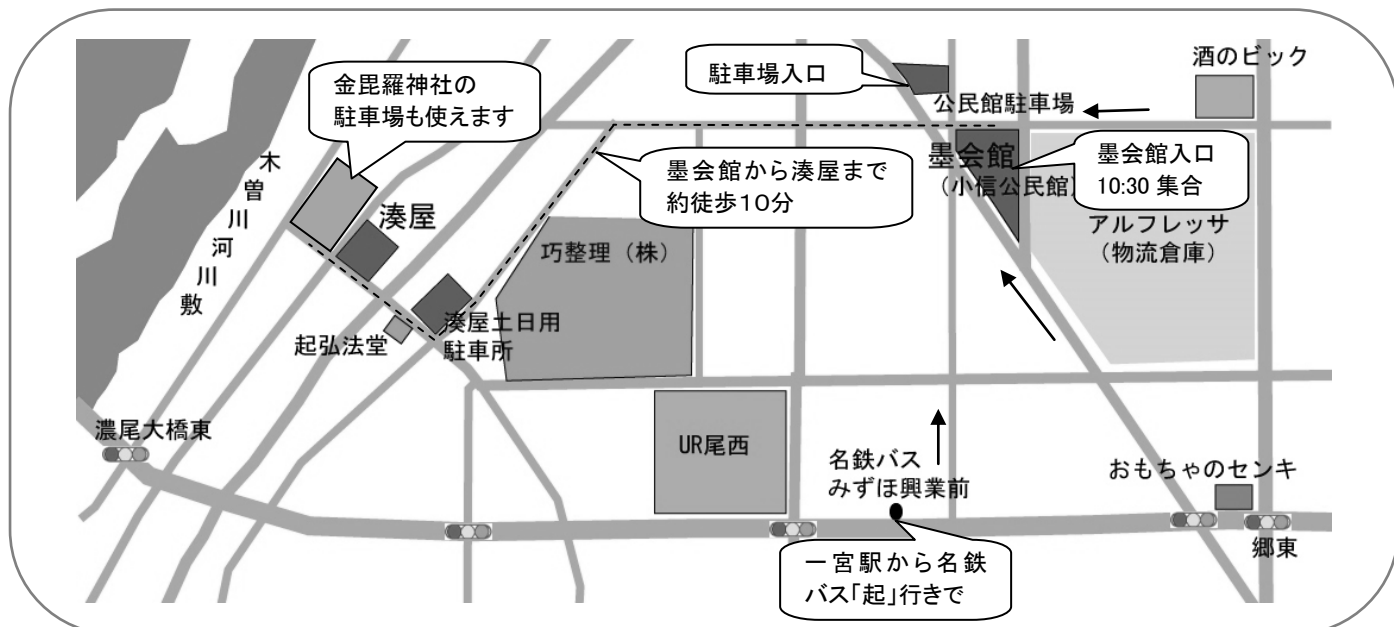 酒のビック
駐車場入口
金毘羅神社の
駐車場も使えます
公民館駐車場
墨会館
(小信公民館)
墨会館入口
10:30 集合
木曽川河川敷
墨会館から湊屋まで
約徒歩10分
湊屋
アルフレッサ
(物流倉庫)
巧整理(株)
湊屋土日用
駐車所
起弘法堂
濃尾大橋東
UR尾西
名鉄バス
みずほ興業前
おもちゃのセンキ
郷東
一宮駅から名鉄
バス「起」行きで